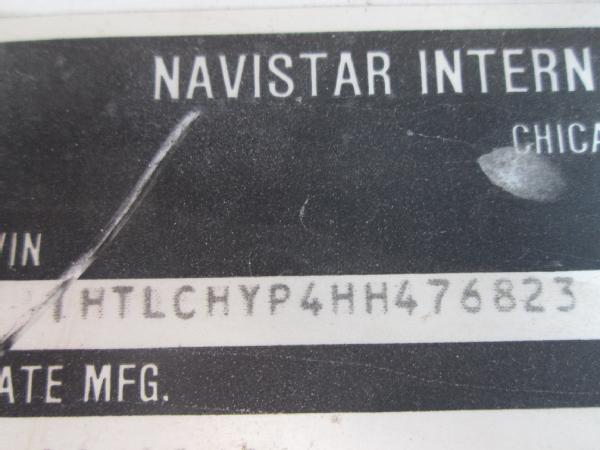 NAVISTAR INTERN
CHICA
VIN
1HTLCHYP4HH476823
ATE MFG.